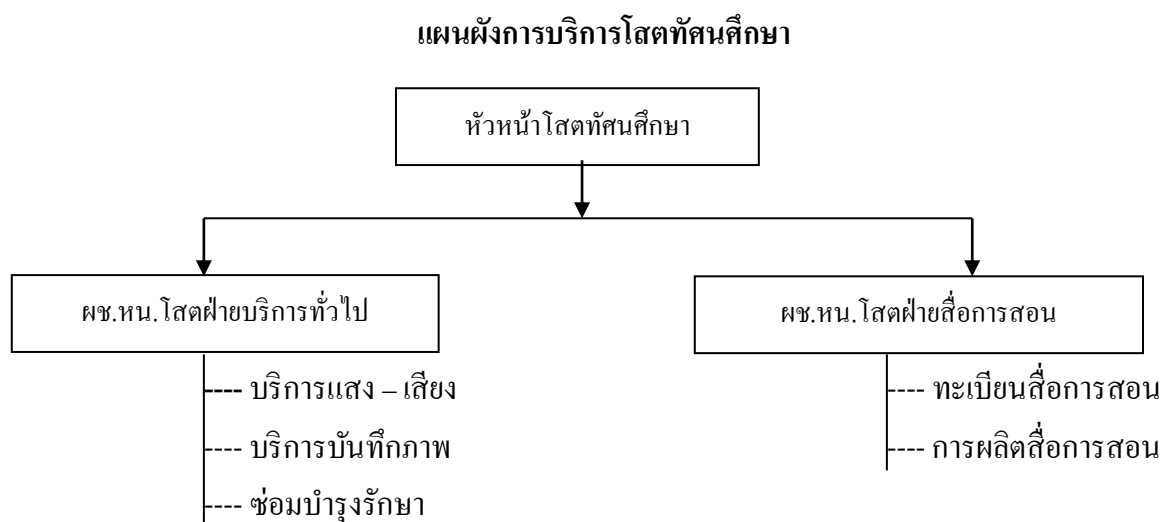 แผนผังการบริการโสตทัศนศึกษา
หัวหน้าโสตทัศนศึกษา
ผช.หน.โสตฝ่ายบริการทั่วไป
ผช.หน.โสตฝ่ายสื่อการสอน
---- บริการแสง – เสียง
---- บริการบันทึกภาพ
---- ซ่อมบำรุงรักษา
---- ทะเบียนสื่อการสอน
---- การผลิตสื่อการสอน